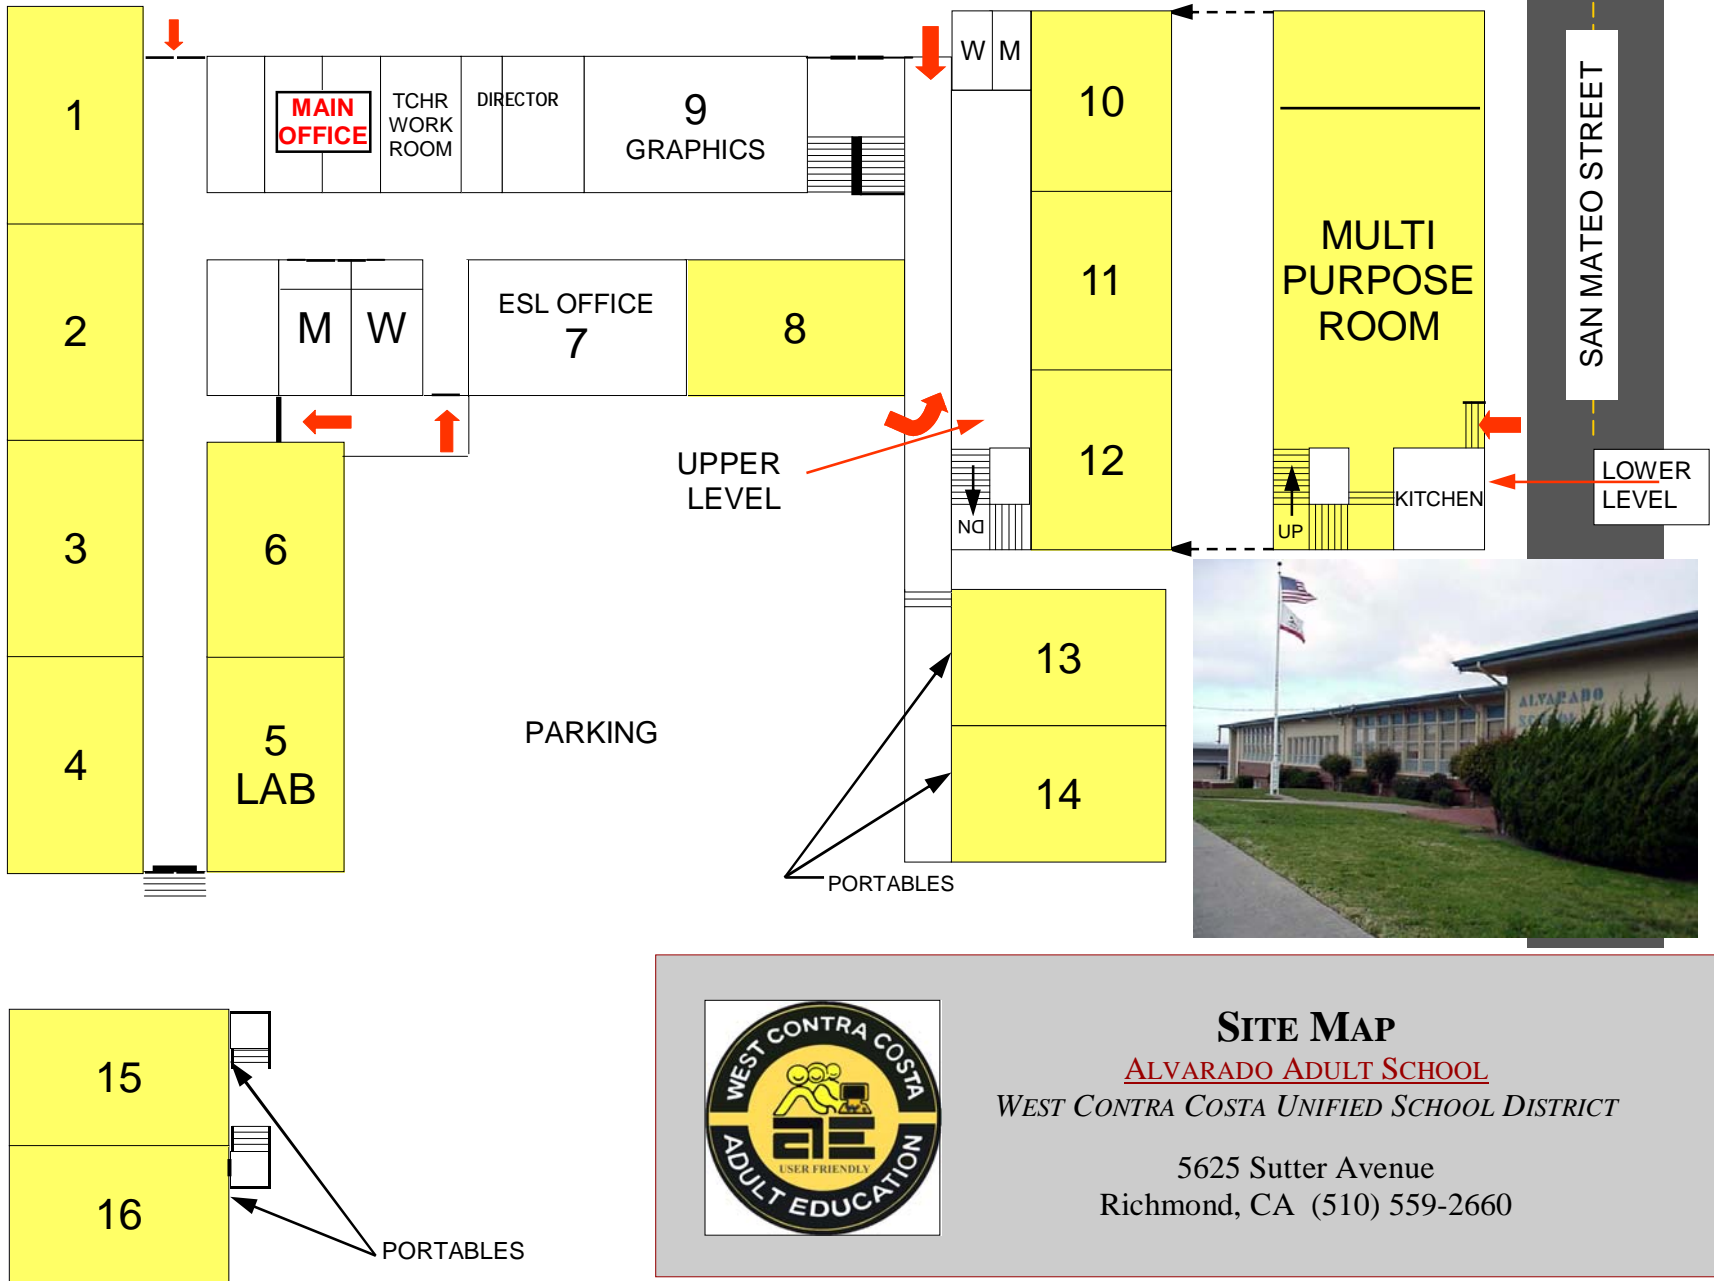 1
2
3
4
MAIN
OFFICE
TCHR
WORK
ROOM
DIRECTOR
9
GRAPHICS
M
W
ESL OFFICE
7
8
6
5
LAB
PARKING
W
M
10
11
12
UPPER
LEVEL
DN
13
14
PORTABLES
MULTI
PURPOSE
ROOM
UP
KITCHEN
SAN MATEO STREET
LOWER
LEVEL
ALVARADO
SCHOOL
15
16
PORTABLES
WEST CONTRA COSTA
AE
USER FRIENDLY
ADULT EDUCATION
SITE MAP
ALVARADO ADULT SCHOOL
WEST CONTRA COSTA UNIFIED SCHOOL DISTRICT
5625 Sutter Avenue
Richmond, CA (510) 559-2660